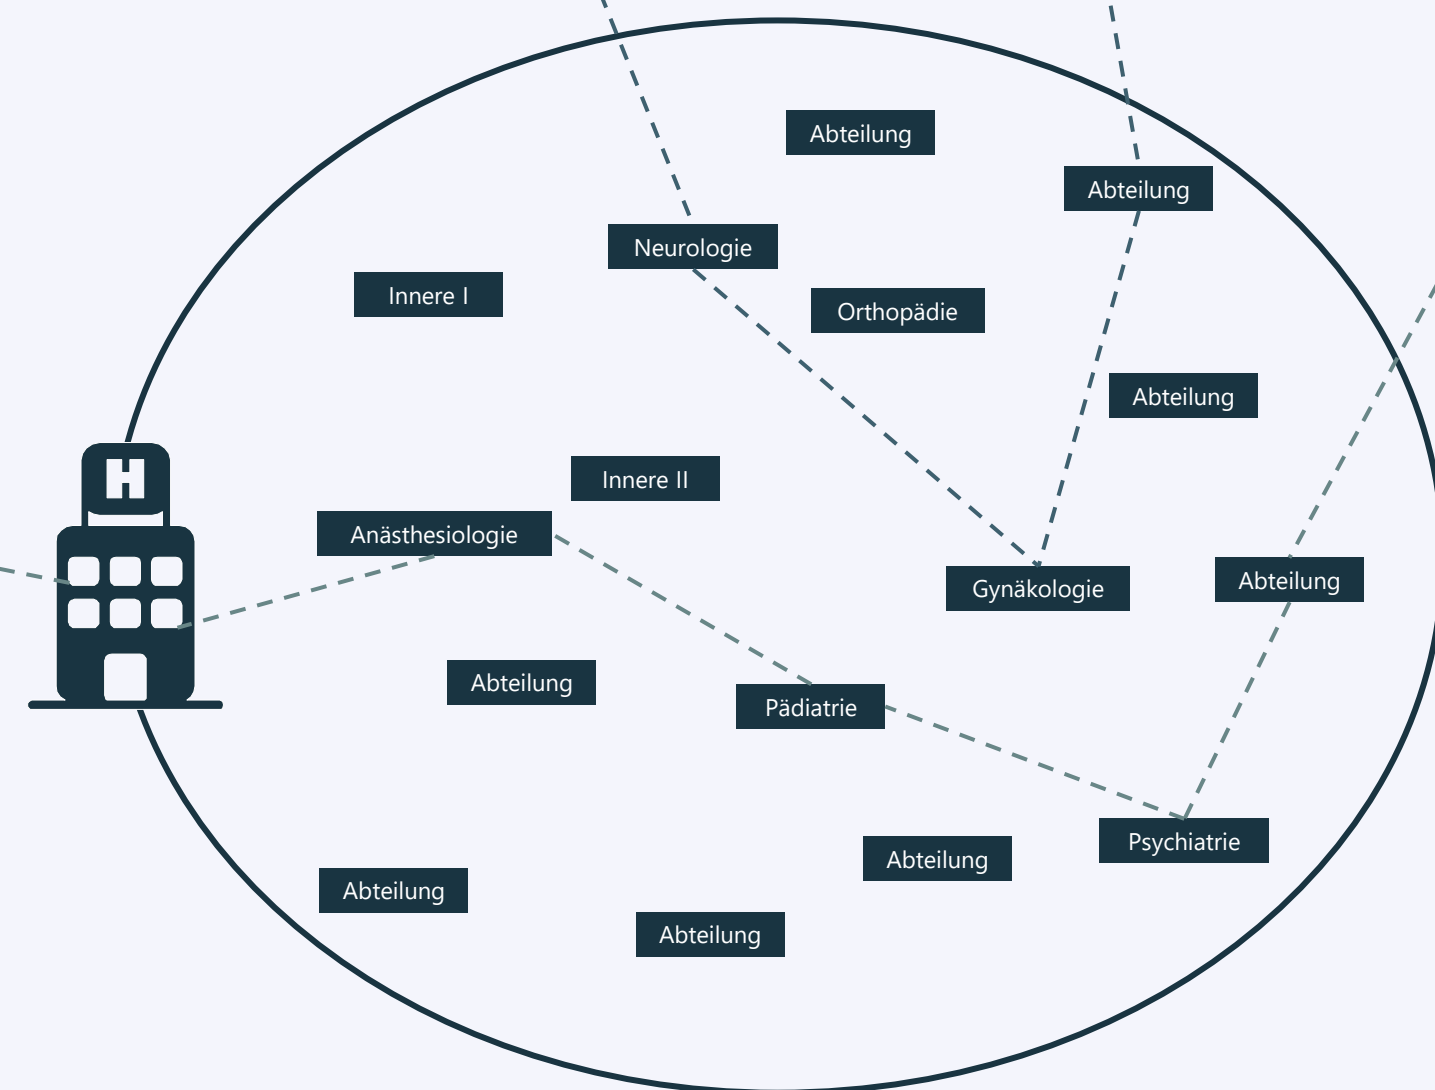 Abteilung
Abteilung
Neurologie
Innere I
Orthopädie
Abteilung
H
Innere II
Anästhesiologie
Abteilung
Gynäkologie
Abteilung
Pädiatrie
Psychiatrie
Abteilung
Abteilung
Abteilung